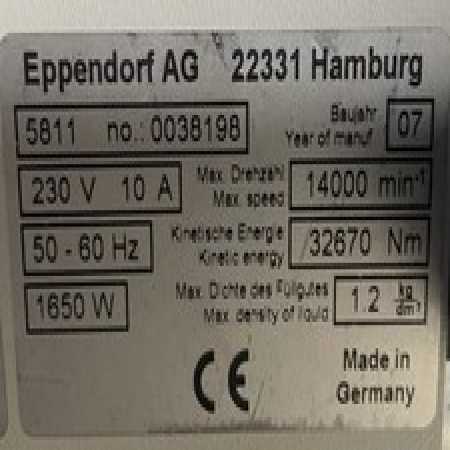 Eppendorf AG 22331 Hamburg
5811 no.: 0038198
Baujahr
Year of manuf. 07
230 V 10 A
Max. Drehzahl
Max. speed
14000 min-1
50 - 60 Hz
Kinetische Energie
Kinetic energy
32670 Nm
1650 W
Max. Dichte des Füllgutes
Max. density of liquid
1.2 kg
dm³
CE
Made in
Germany